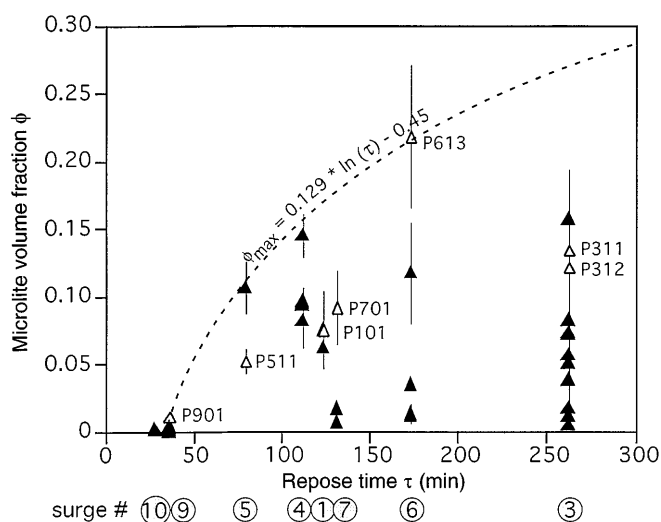 0.30
0.25
0.20
0.15
0.10
0.05
0
Microlite volume fraction ϕ
ϕmax = 0.129 * ln (τ) - 0.45
P613
P311
P312
P701
P101
P511
P901
0 50 100 150 200 250 300
Repose time τ (min)
surge # ⑩ ⑨ ⑤ ④ ① ⑦ ⑥ ③